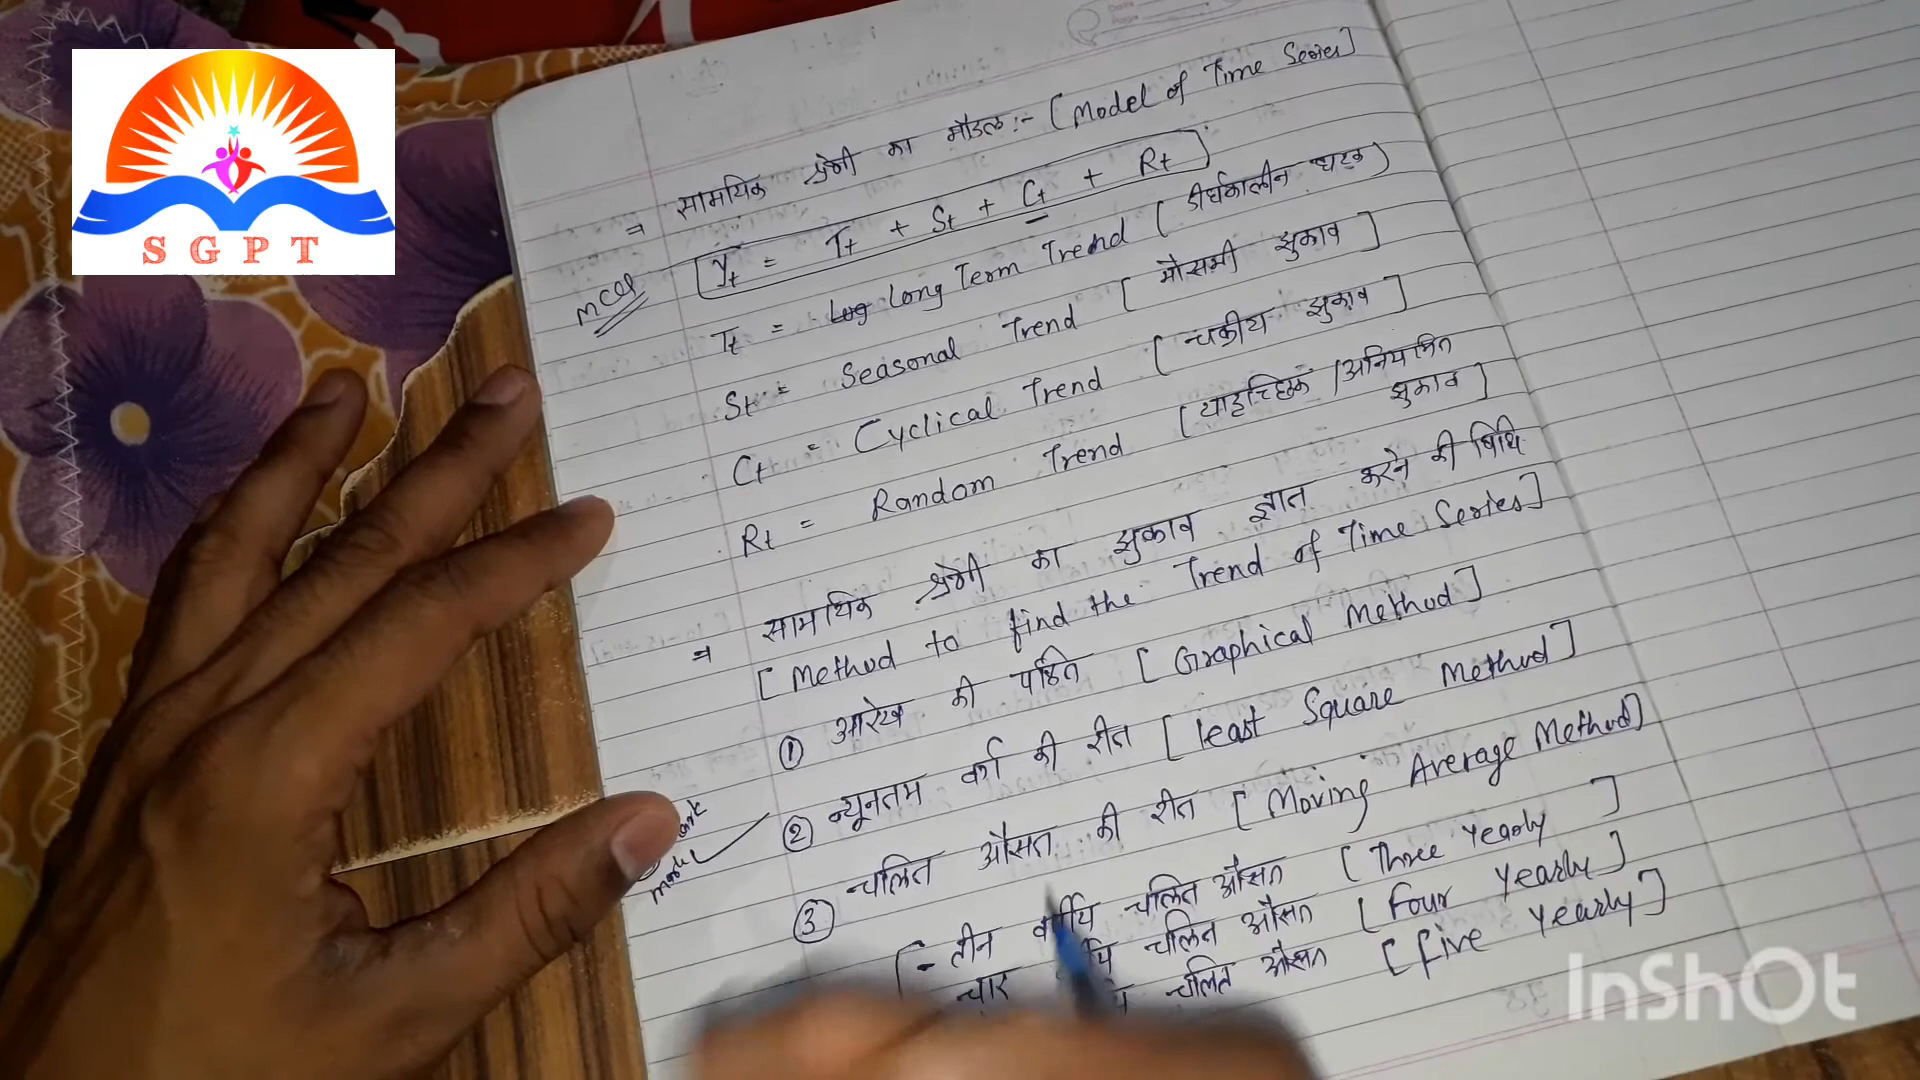 SGPT
⇒ सामयिक श्रेणी का मॉडल :- [Model of Time Series]
MCQ
Yt = Tt + St + Ct + Rt
Tt = Long Term Trend (दीर्घकालीन घटक)
St = Seasonal Trend [मौसमी झुकाव]
Ct = Cyclical Trend [चक्रीय झुकाव]
Rt = Random Trend [यादृच्छिक / अनियमित
झुकाव]
⇒ सामयिक श्रेणी का झुकाव ज्ञात करने की विधि
[Method to find the Trend of Time Series]
① आरेख की पद्धति [Graphical Method]
② न्यूनतम वर्ग की रीत [least Square Method]
③ चलित औसत की रीत [Moving Average Method]
- तीन वर्षीय चलित औसत [Three Yearly]
चार चलित औसत [Four Yearly]
चलित औसत [five Yearly]
InShOt